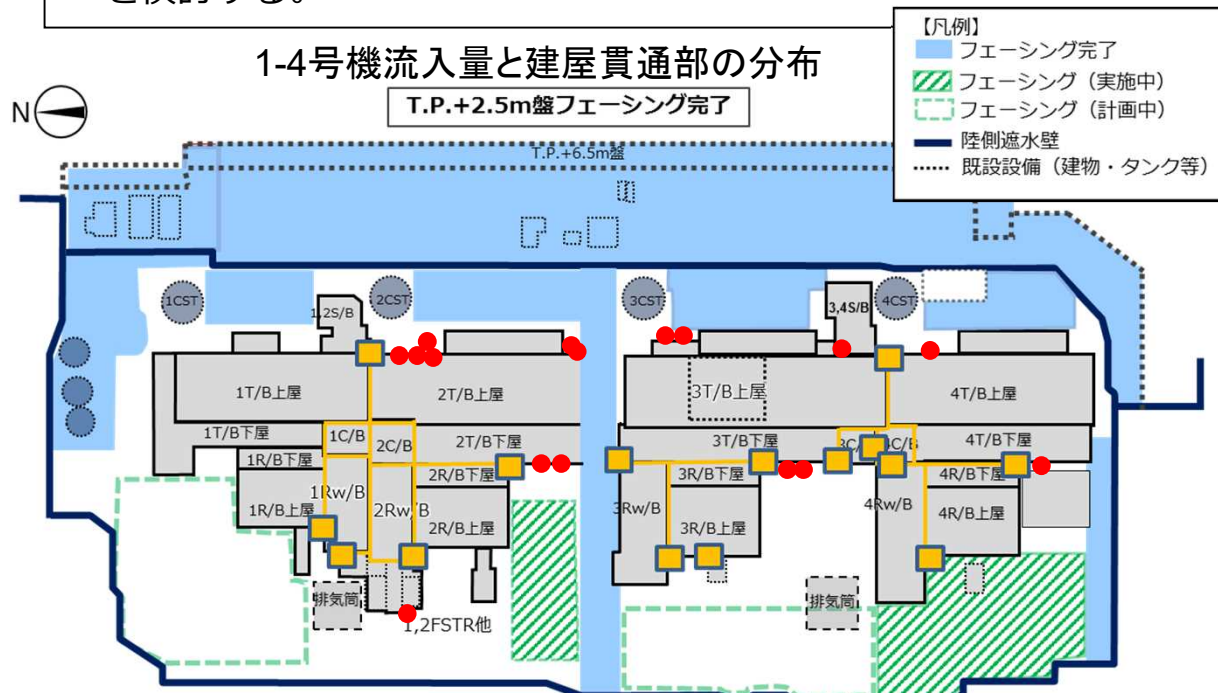 を検討する。
1-4号機流入量と建屋貫通部の分布
T.P.+2.5m盤フェーシング完了
【凡例】
フェーシング完了
フェーシング（実施中）
フェーシング（計画中）
陸側遮水壁
既設設備（建物・タンク等）
N
T.P.+6.5m盤
1CST
2CST
3CST
4CST
1,2S/B
3,4S/B
1T/B上屋
2T/B上屋
3T/B上屋
4T/B上屋
1T/B下屋
1C/B
2C/B
2T/B下屋
3T/B下屋
4T/B下屋
1R/B下屋
2R/B下屋
3R/B下屋
4R/B下屋
1Rw/B
2Rw/B
3Rw/B
4Rw/B
1R/B上屋
2R/B上屋
3R/B上屋
4R/B上屋
排気筒
排気筒
1,2FSTR他